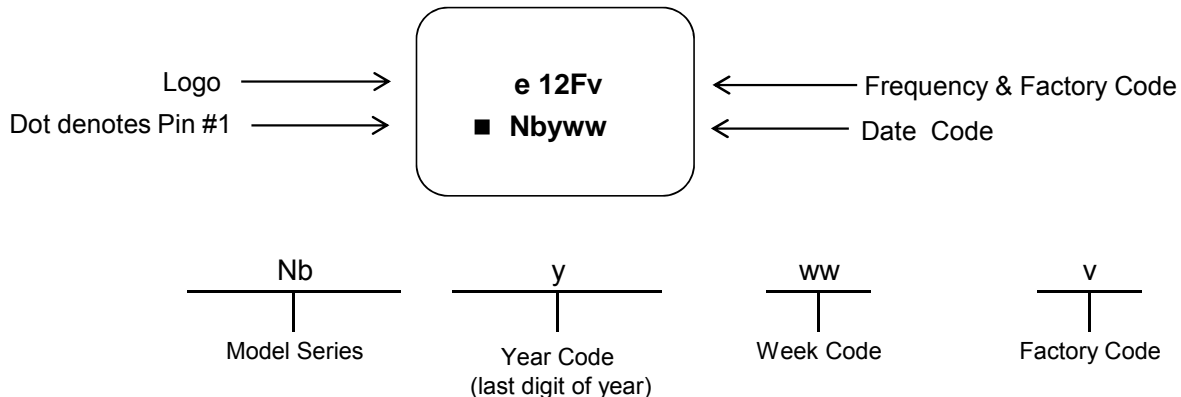 Logo e 12Fv Frequency & Factory Code
Dot denotes Pin #1 ■ Nbyww Date Code
Nb y ww v
Model Series Year Code Week Code Factory Code
(last digit of year)